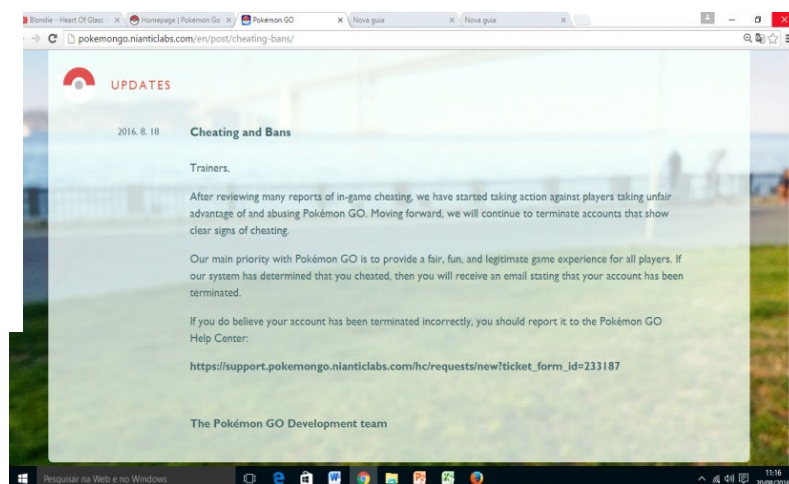 Blondie - Heart Of Glass
Homepage | Pokémon Go
Pokémon GO
Nova guia
Nova guia
pokemongo.nianticlabs.com/en/post/cheating-bans/
UPDATES
2016. 8. 18
Cheating and Bans
Trainers,
After reviewing many reports of in-game cheating, we have started taking action against players taking unfair
advantage of and abusing Pokémon GO. Moving forward, we will continue to terminate accounts that show
clear signs of cheating.
Our main priority with Pokémon GO is to provide a fair, fun, and legitimate game experience for all players. If
our system has determined that you cheated, then you will receive an email stating that your account has been
terminated.
If you do believe your account has been terminated incorrectly, you should report it to the Pokémon GO
Help Center:
https://support.pokemongo.nianticlabs.com/hc/requests/new?ticket_form_id=233187
The Pokémon GO Development team
Pesquisar na Web e no Windows
11:16